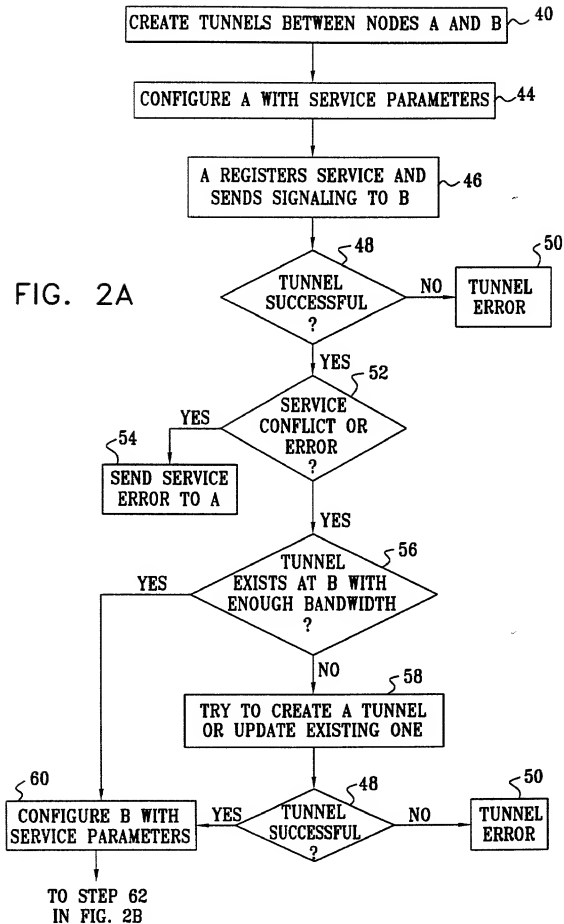 CREATE TUNNELS BETWEEN NODES A AND B
40
CONFIGURE A WITH SERVICE PARAMETERS
44
A REGISTERS SERVICE AND
SENDS SIGNALING TO B
46
FIG. 2A
48
TUNNEL
SUCCESSFUL
?
NO
50
TUNNEL
ERROR
YES
52
SERVICE
CONFLICT OR
ERROR
?
YES
54
SEND SERVICE
ERROR TO A
YES
56
TUNNEL
EXISTS AT B WITH
ENOUGH BANDWIDTH
?
YES
NO
58
TRY TO CREATE A TUNNEL
OR UPDATE EXISTING ONE
48
TUNNEL
SUCCESSFUL
?
NO
50
TUNNEL
ERROR
YES
60
CONFIGURE B WITH
SERVICE PARAMETERS
TO STEP 62
IN FIG. 2B